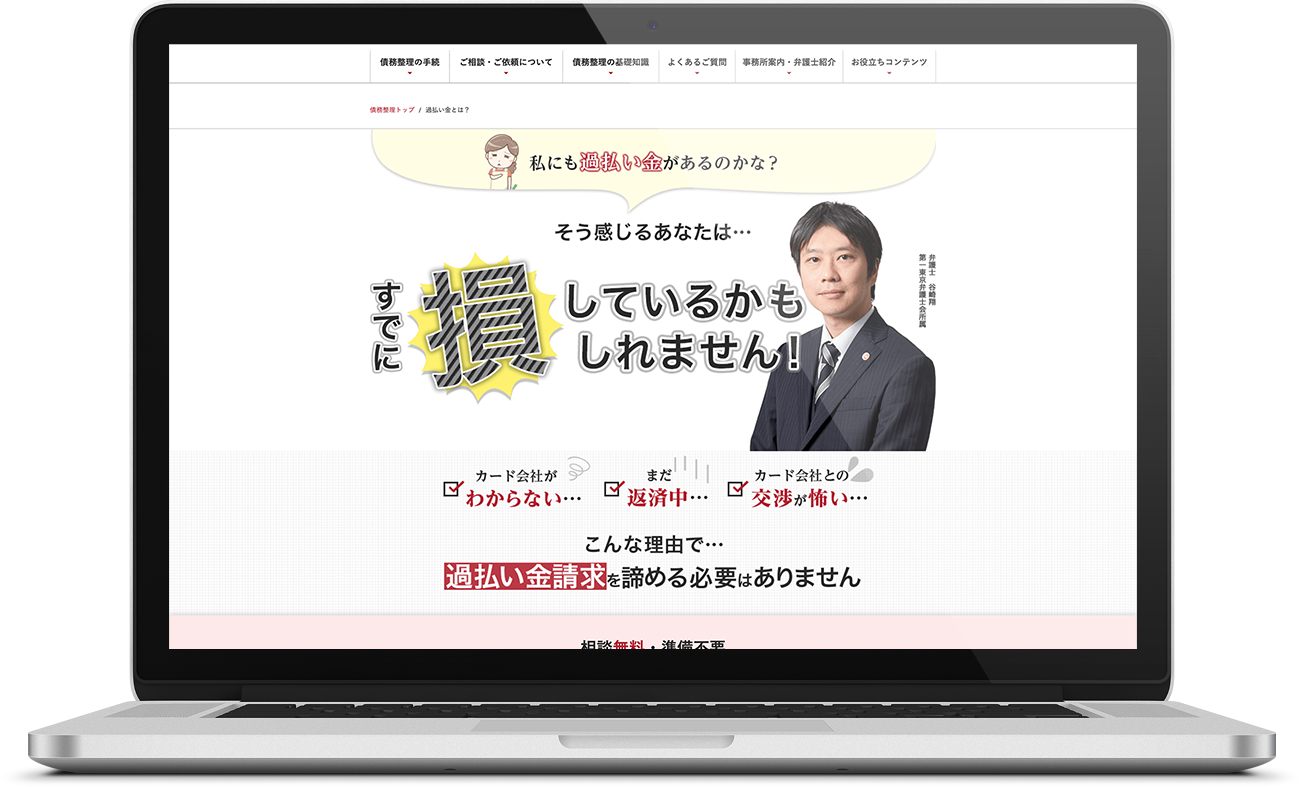 債務整理の手続 ご相談・ご依頼について 債務整理の基礎知識 よくあるご質問 事務所案内・弁護士紹介 お役立ちコンテンツ
債務整理トップ / 過払い金とは？
私にも過払い金があるのかな？
そう感じるあなたは…
すでに
損
しているかも
しれません！
弁護士 谷崎翔
第一東京弁護士会所属
カード会社が
わからない…
まだ
返済中…
カード会社との
交渉が怖い…
こんな理由で…
過払い金請求を諦める必要はありません
相談無料・準備不要